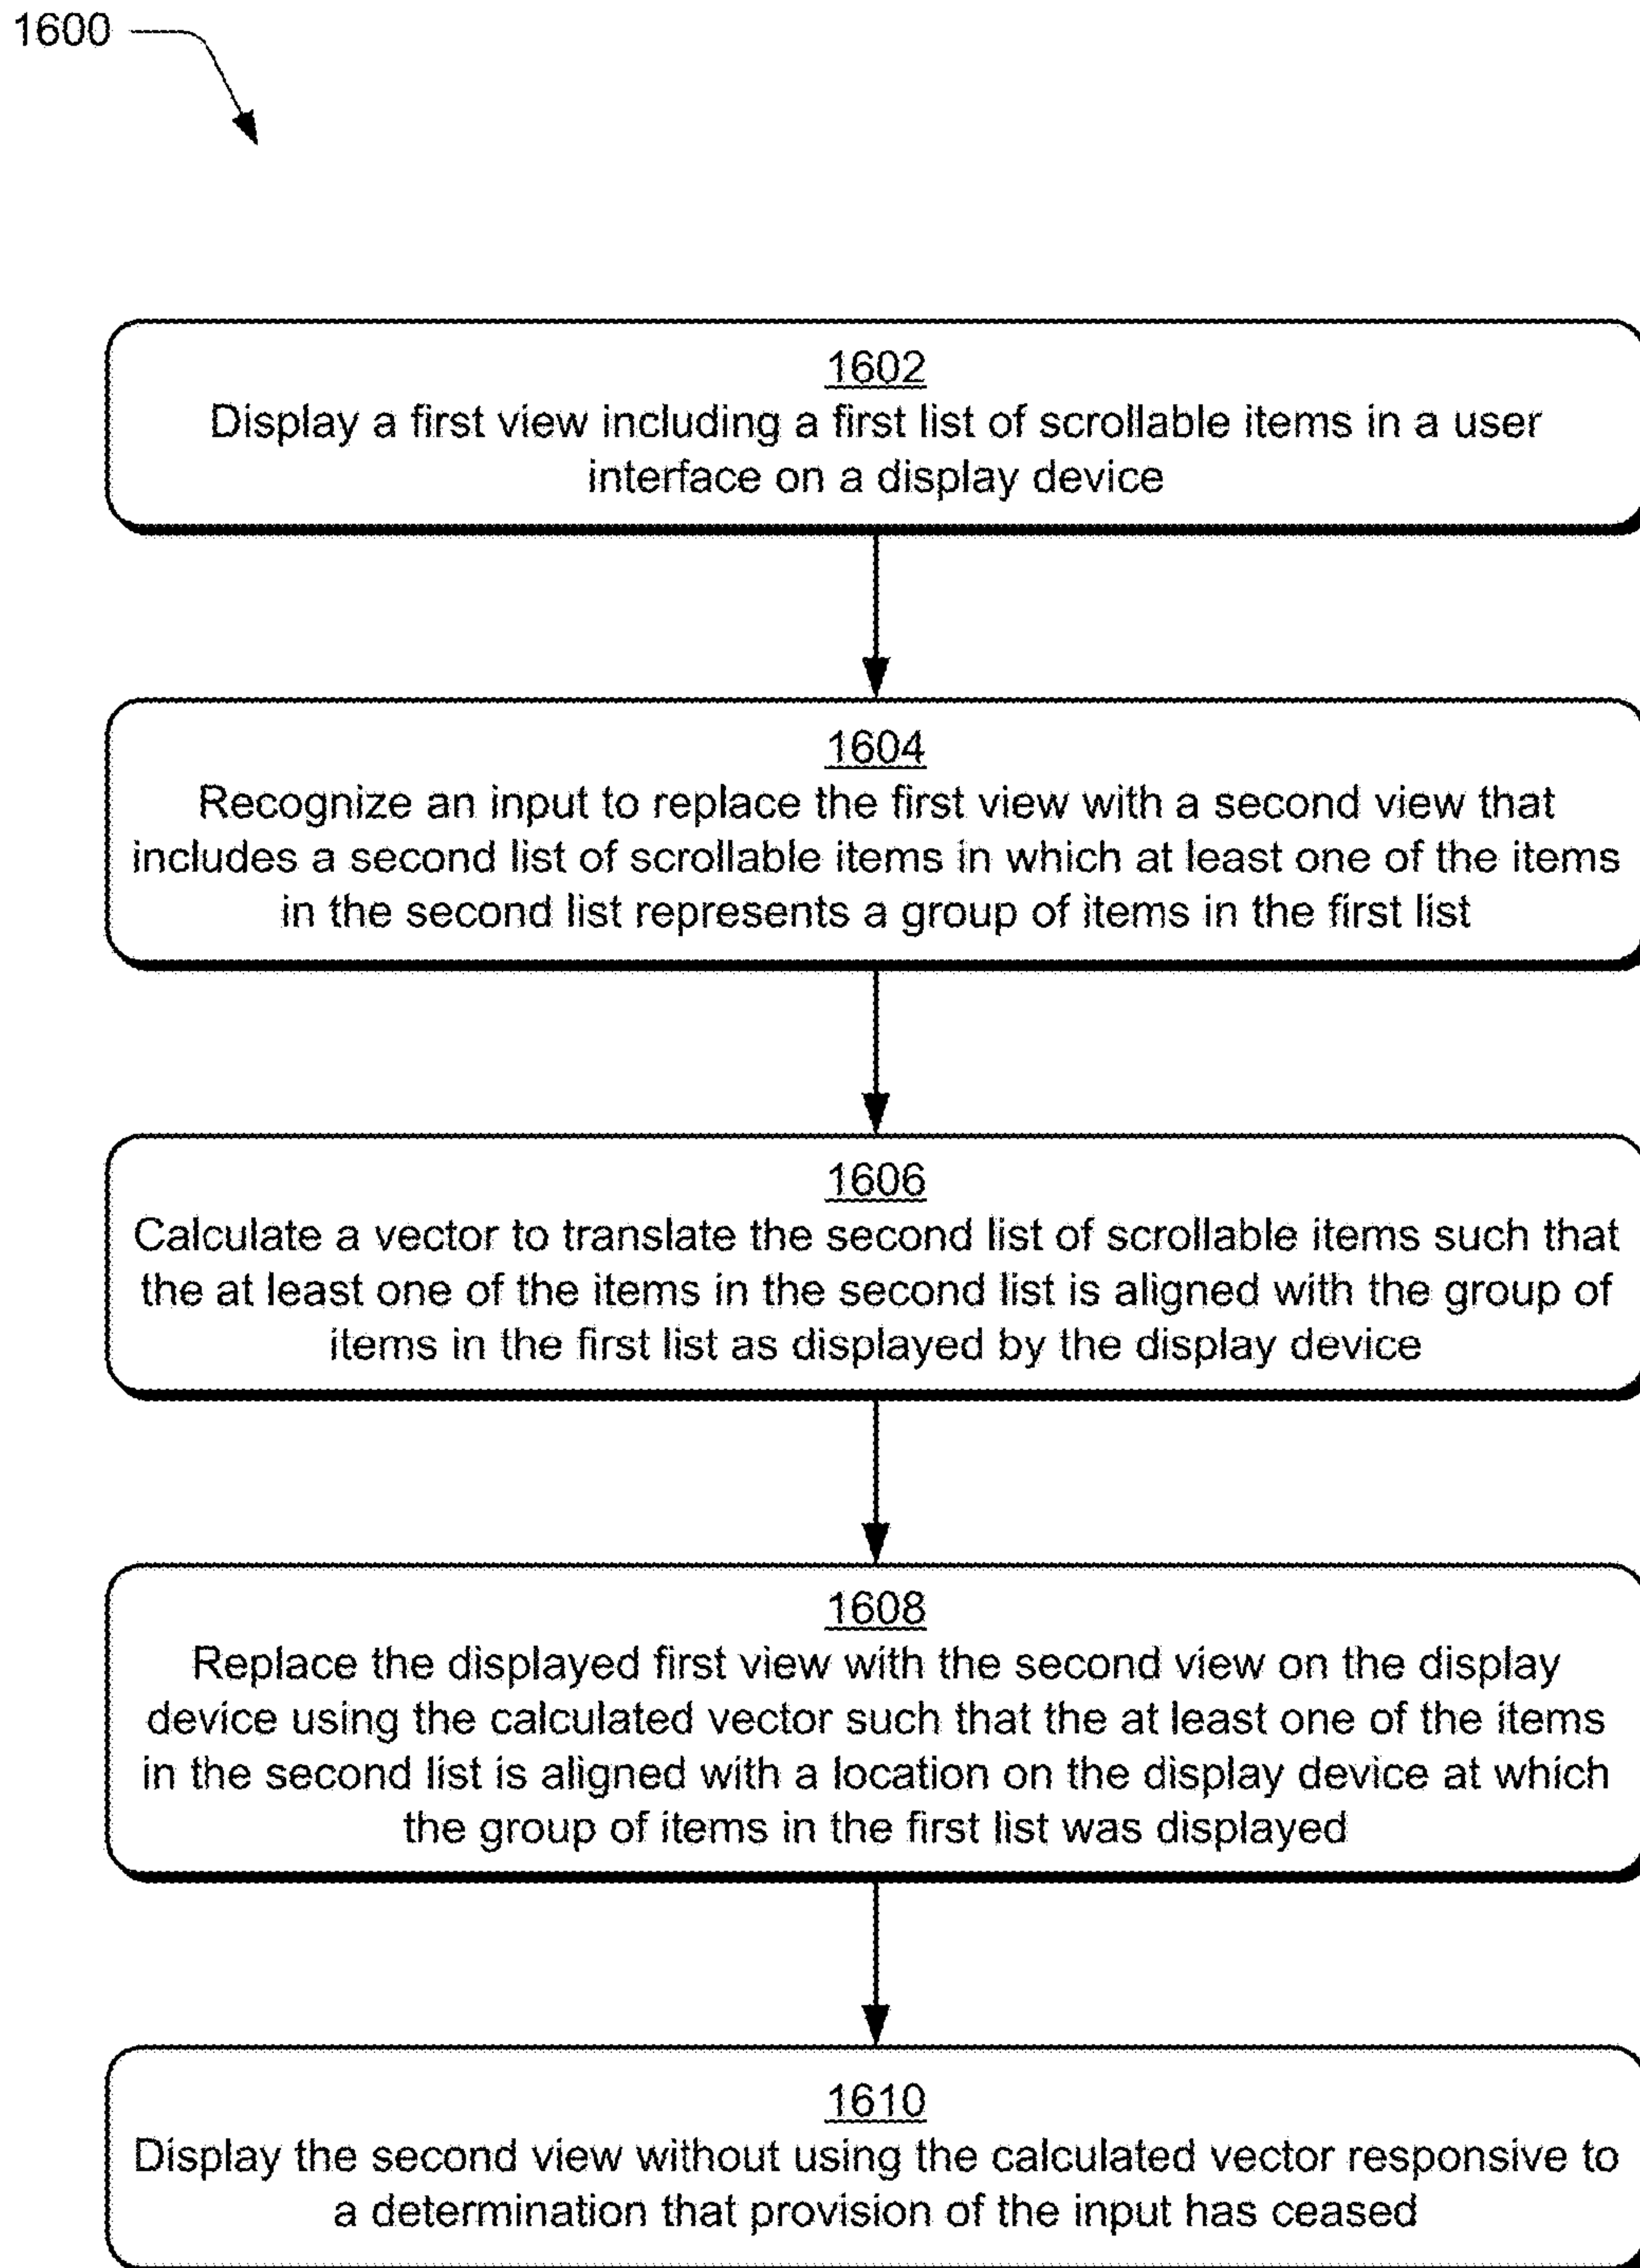 1600
1602
Display a first view including a first list of scrollable items in a user
interface on a display device
1604
Recognize an input to replace the first view with a second view that
includes a second list of scrollable items in which at least one of the items
in the second list represents a group of items in the first list
1606
Calculate a vector to translate the second list of scrollable items such that
the at least one of the items in the second list is aligned with the group of
items in the first list as displayed by the display device
1608
Replace the displayed first view with the second view on the display
device using the calculated vector such that the at least one of the items
in the second list is aligned with a location on the display device at which
the group of items in the first list was displayed
1610
Display the second view without using the calculated vector responsive to
a determination that provision of the input has ceased